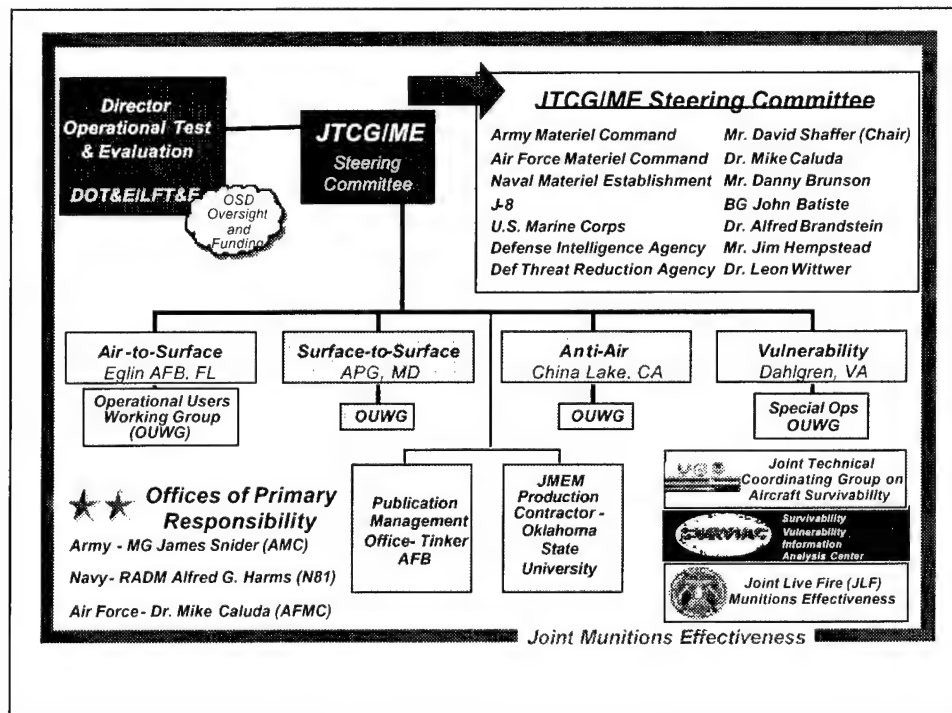 Director
Operational Test
& Evaluation
DOT&E/LFT&E
OSD
Oversight
and
Funding
JTCG/ME
Steering
Committee
JTCG/ME Steering Committee
Army Materiel Command Mr. David Shaffer (Chair)
Air Force Materiel Command Dr. Mike Caluda
Naval Materiel Establishment Mr. Danny Brunson
J-8 BG John Batiste
U.S. Marine Corps Dr. Alfred Brandstein
Defense Intelligence Agency Mr. Jim Hempstead
Def Threat Reduction Agency Dr. Leon Wittwer
Air-to-Surface
Eglin AFB, FL
Operational Users
Working Group
(OUWG)
Surface-to-Surface
APG, MD
OUWG
Anti-Air
China Lake, CA
OUWG
Vulnerability
Dahlgren, VA
Special Ops
OUWG
Offices of Primary
Responsibility
Army - MG James Snider (AMC)
Navy- RADM Alfred G. Harms (N81)
Air Force- Dr. Mike Caluda (AFMC)
Publication
Management
Office- Tinker
AFB
JMEM
Production
Contractor -
Oklahoma
State
University
Joint Technical
Coordinating Group on
Aircraft Survivability
SURVIAC
Survivability
Vulnerability
Information
Analysis Center
Joint Live Fire (JLF)
Munitions Effectiveness
Joint Munitions Effectiveness